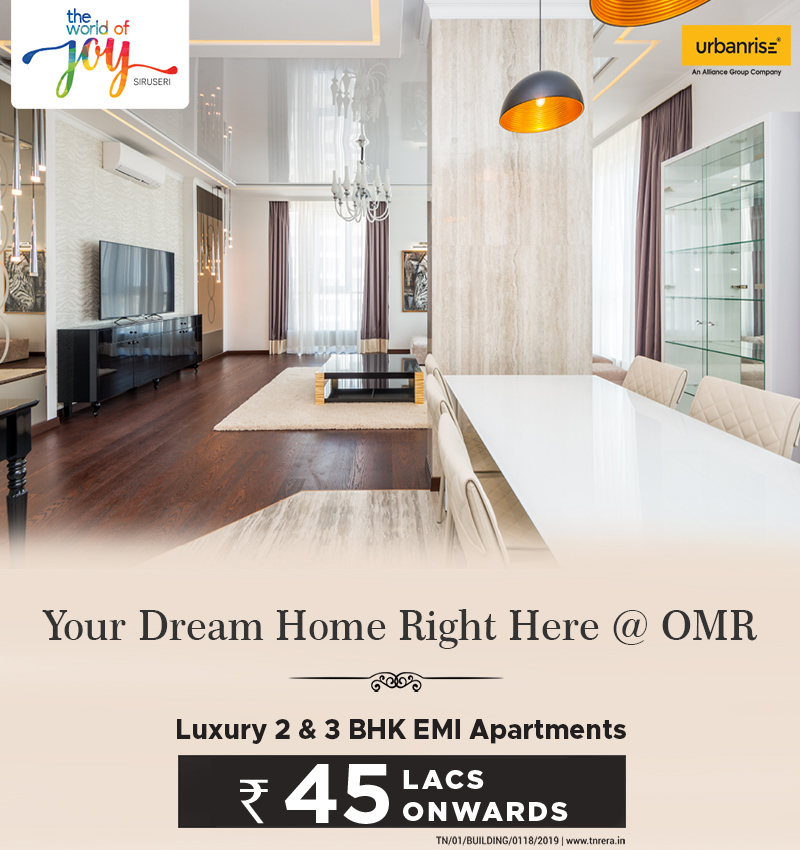 the
world of
joy
SIRUSERI
urbanrise®
An Alliance Group Company
Your Dream Home Right Here @ OMR
Luxury 2 & 3 BHK EMI Apartments
₹ 45 LACS
ONWARDS
TN/01/BUILDING/0118/2019 | www.tnrera.in